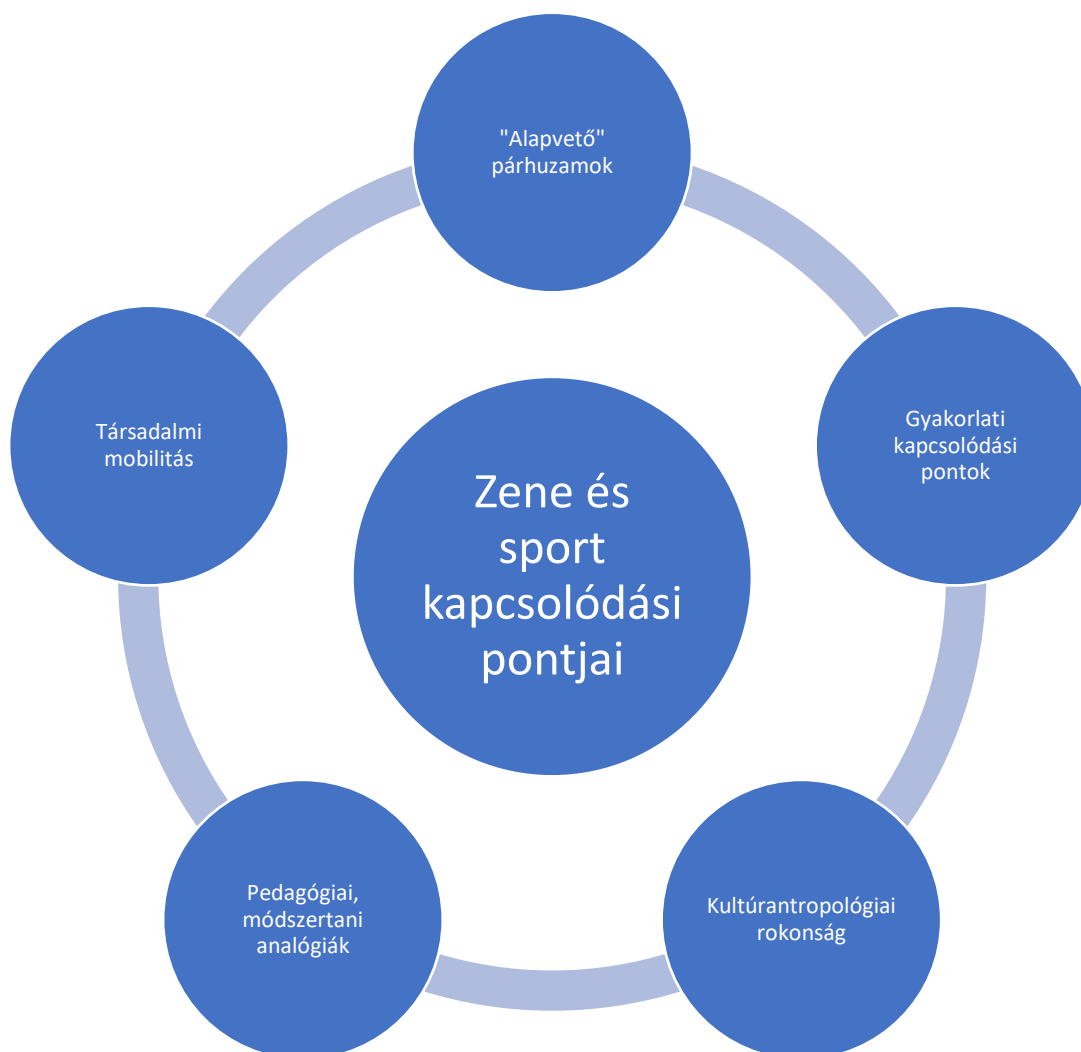 "Alapvető"
párhuzamok
Társadalmi
mobilitás
Gyakorlati
kapcsolódási
pontok
Zene és
sport
kapcsolódási
pontjai
Pedagógiai,
módszertani
analógiák
Kultúrantropológiai
rokonság